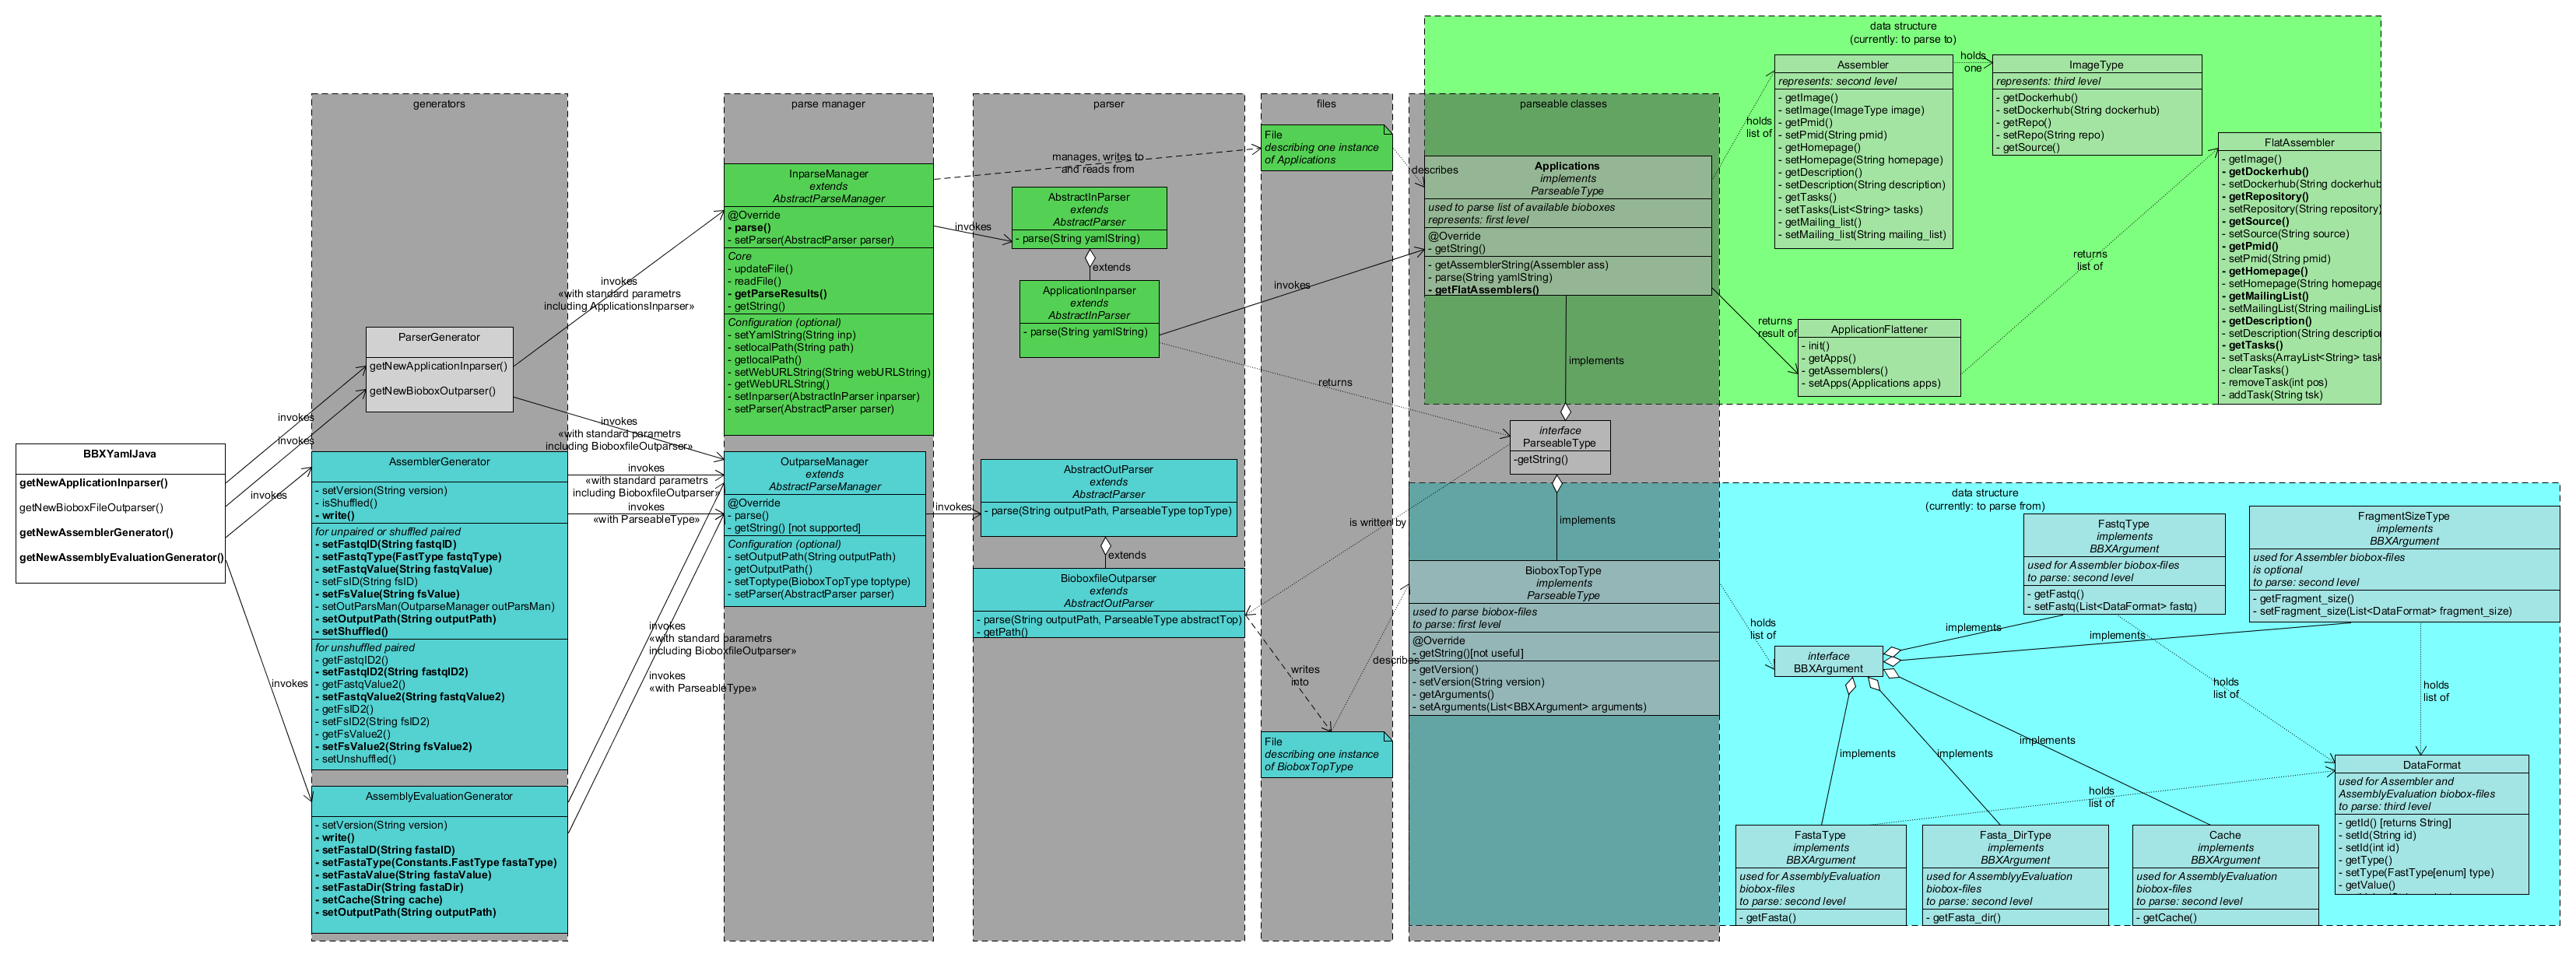 BBXYamlJava
getNewApplicationInparser()
getNewBioboxFileOutparser()
getNewAssemblerGenerator()
getNewAssemblyEvaluationGenerator()
invokes
invokes
invokes
invokes
generators
ParserGenerator
getNewApplicationInparser()
getNewBioboxOutparser()
AssemblerGenerator
- setVersion(String version)
- isShuffled()
- write()
for unpaired or shuffled paired
- setFastqID(String fastqID)
- setFastqType(FastType fastqType)
- setFastqValue(String fastqValue)
- setFsID(String fsID)
- setFsValue(String fsValue)
- setOutParsMan(OutparseManager outParsMan)
- setOutputPath(String outputPath)
- setShuffled()
for unshuffled paired
- getFastqID2()
- setFastqID2(String fastqID2)
- getFastqValue2()
- setFastqValue2(String fastqValue2)
- getFsID2()
- setFsID2(String fsID2)
- getFsValue2()
- setFsValue2(String fsValue2)
- setUnshuffled()
AssemblyEvaluationGenerator
- setVersion(String version)
- write()
- setFastaID(String fastaID)
- setFastaType(Constants.FastType fastaType)
- setFastaValue(String fastaValue)
- setFastaDir(String fastaDir)
- setCache(String cache)
- setOutputPath(String outputPath)
invokes
«with standard parametrs
including ApplicationsInparser»
invokes
«with standard parametrs
including BioboxfileOutparser»
invokes
«with standard parametrs
including BioboxfileOutparser»
invokes
«with ParseableType»
invokes
«with standard parametrs
including BioboxfileOutparser»
invokes
«with ParseableType»
parse manager
InparseManager
extends
AbstractParseManager
@Override
- parse()
- setParser(AbstractParser parser)
Core
- updateFile()
- readFile()
- getParseResults()
- getString()
Configuration (optional)
- setYamlString(String inp)
- setlocalPath(String path)
- getlocalPath()
- setWebURLString(String webURLString)
- getWebURLString()
- setInparser(AbstractInParser inparser)
- setParser(AbstractParser parser)
OutparseManager
extends
AbstractParseManager
@Override
- parse()
- getString() [not supported]
Configuration (optional)
- setOutputPath(String outputPath)
- getOutputPath()
- setToptype(BioboxTopType toptype)
- setParser(AbstractParser parser)
invokes
invokes
parser
manages, writes to
and reads from
AbstractInParser
extends
AbstractParser
- parse(String yamlString)
extends
ApplicationInparser
extends
AbstractInParser
- parse(String yamlString)
AbstractOutParser
extends
AbstractParser
- parse(String outputPath, ParseableType topType)
extends
BioboxfileOutparser
extends
AbstractOutParser
- parse(String outputPath, ParseableType abstractTop)
- getPath()
files
File
describing one instance
of Applications
invokes
returns
is written by
writes
into
File
describing one instance
of BioboxTopType
describes
describes
parseable classes
Applications
implements
ParseableType
used to parse list of available bioboxes
represents: first level
@Override
- getString()
- getAssemblerString(Assembler ass)
- parse(String yamlString)
- getFlatAssemblers()
implements
interface
ParseableType
-getString()
implements
BioboxTopType
implements
ParseableType
used to parse biobox-files
to parse: first level
@Override
- getString()[not useful]
- getVersion()
- setVersion(String version)
- getArguments()
- setArguments(List<BBXArgument> arguments)
data structure
(currently: to parse to)
holds
list of
Assembler
represents: second level
- getImage()
- setImage(ImageType image)
- getPmid()
- setPmid(String pmid)
- getHomepage()
- setHomepage(String homepage)
- getDescription()
- setDescription(String description)
- getTasks()
- setTasks(List<String> tasks)
- getMailing_list()
- setMailing_list(String mailing_list)
holds
one
ImageType
represents: third level
- getDockerhub()
- setDockerhub(String dockerhub)
- getRepo()
- setRepo(String repo)
- getSource()
returns
result of
ApplicationFlattener
- init()
- getApps()
- getAssemblers()
- setApps(Applications apps)
returns
list of
FlatAssembler
- getImage()
- getDockerhub()
- setDockerhub(String dockerhub
- getRepository()
- setRepository(String repository)
- getSource()
- setSource(String source)
- getPmid()
- setPmid(String pmid)
- getHomepage()
- setHomepage(String homepage
- getMailingList()
- setMailingList(String mailingList
- getDescription()
- setDescription(String description
- getTasks()
- setTasks(ArrayList<String> task
- clearTasks()
- removeTask(int pos)
- addTask(String tsk)
data structure
(currently: to parse from)
FastqType
implements
BBXArgument
used for Assembler biobox-files
to parse: second level
- getFastq()
- setFastq(List<DataFormat> fastq)
FragmentSizeType
implements
BBXArgument
used for Assembler biobox-files
is optional
to parse: second level
- getFragment_size()
- setFragment_size(List<DataFormat> fragment_size)
holds
list of
interface
BBXArgument
implements
implements
implements
implements
implements
holds
list of
holds
list of
holds
list of
FastaType
implements
BBXArgument
used for AssemblyEvaluation
biobox-files
to parse: second level
- getFasta()
Fasta_DirType
implements
BBXArgument
used for AssemblyyEvaluation
biobox-files
to parse: second level
- getFasta_dir()
Cache
implements
BBXArgument
used for AssemblyEvaluation
biobox-files
to parse: second level
- getCache()
DataFormat
used for Assembler and
AssemblyEvaluation biobox-files
to parse: third level
- getId() [returns String]
- setId(String id)
- setId(int id)
- getType()
- setType(FastType[enum] type)
- getValue()